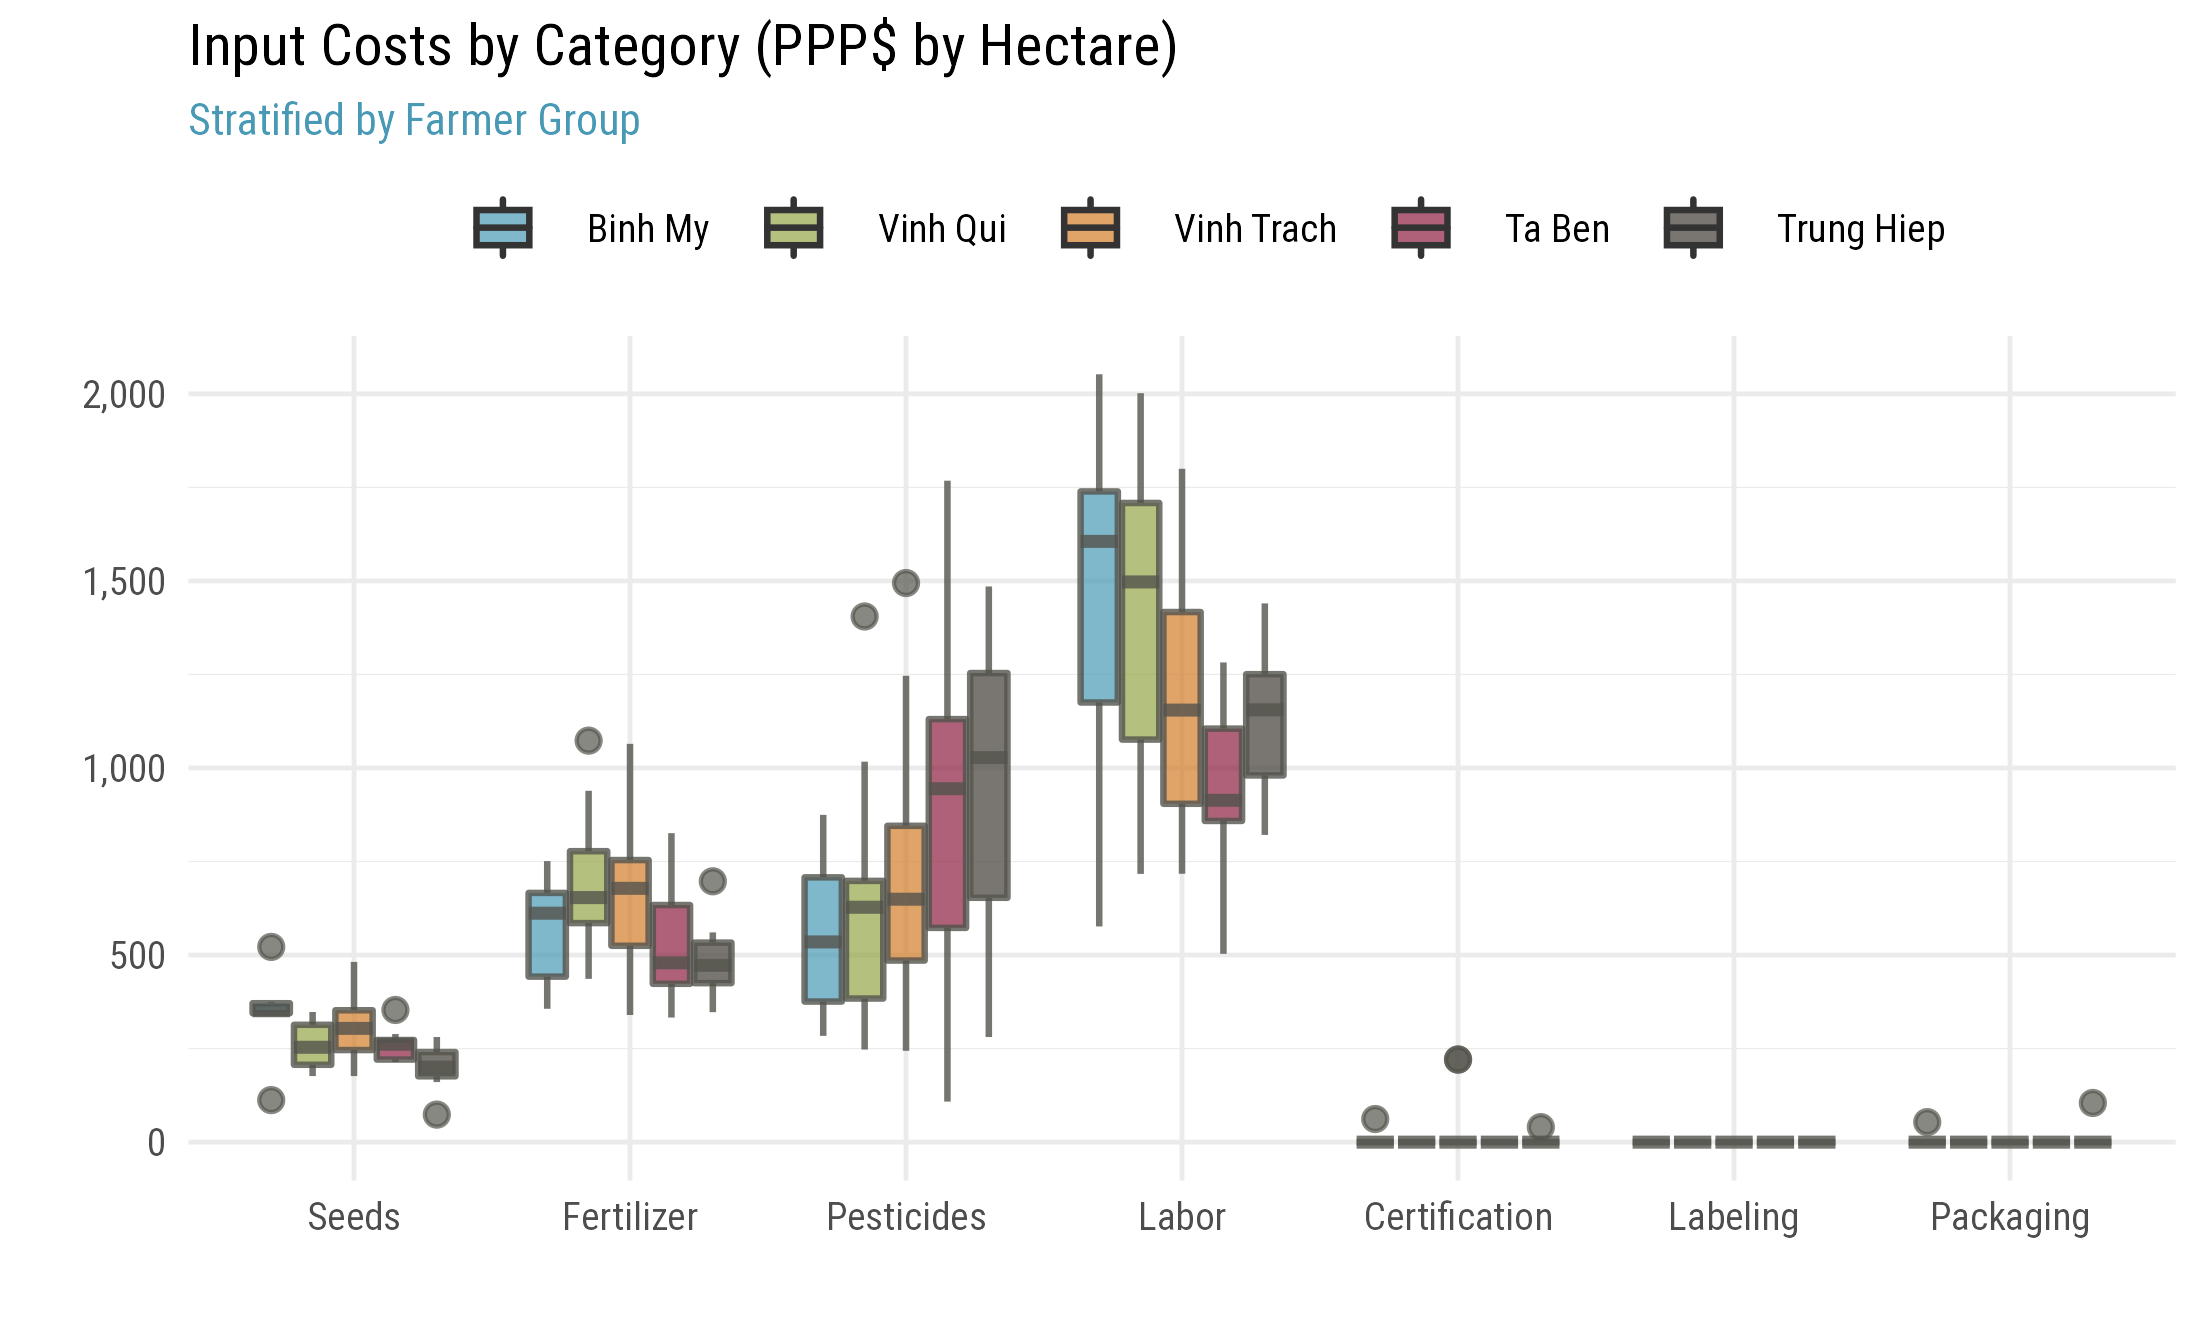 Input Costs by Category (PPP$ by Hectare)
Stratified by Farmer Group
Binh My Vinh Qui Vinh Trach Ta Ben Trung Hiep
2,000
1,500
1,000
500
0
Seeds Fertilizer Pesticides Labor Certification Labeling Packaging